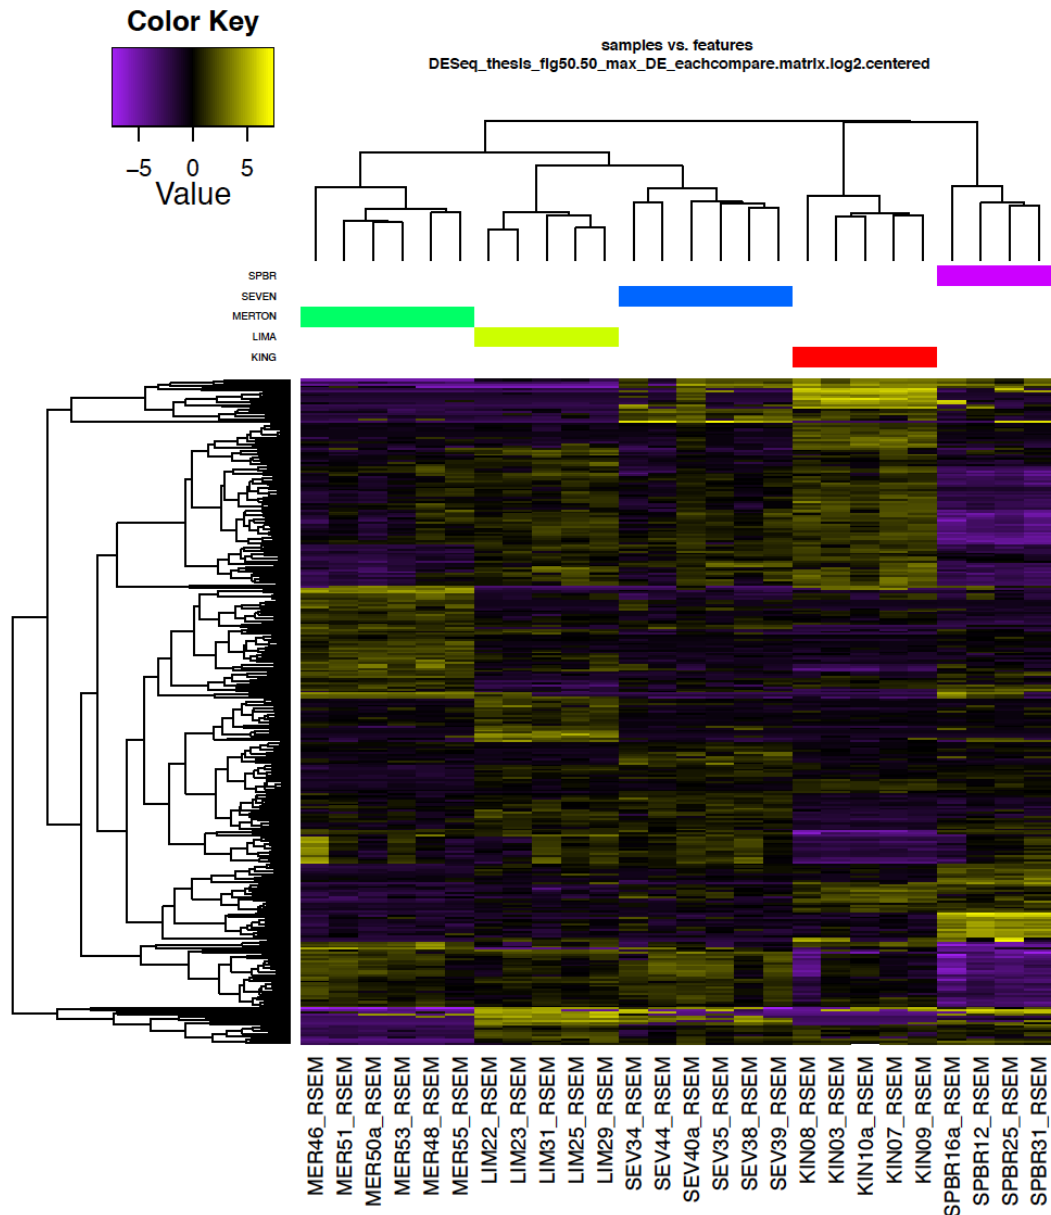 Color Key
−5 0 5
Value
samples vs. features
DESeq_thesis_fig50.50_max_DE_eachcompare.matrix.log2.centered
SPBR
SEVEN
MERTON
LIMA
KING
MER46_RSEM
MER51_RSEM
MER50a_RSEM
MER53_RSEM
MER48_RSEM
MER55_RSEM
LIM22_RSEM
LIM23_RSEM
LIM31_RSEM
LIM25_RSEM
LIM29_RSEM
SEV34_RSEM
SEV44_RSEM
SEV40a_RSEM
SEV35_RSEM
SEV38_RSEM
SEV39_RSEM
KIN08_RSEM
KIN03_RSEM
KIN10a_RSEM
KIN07_RSEM
KIN09_RSEM
SPBR16a_RSEM
SPBR12_RSEM
SPBR25_RSEM
SPBR31_RSEM